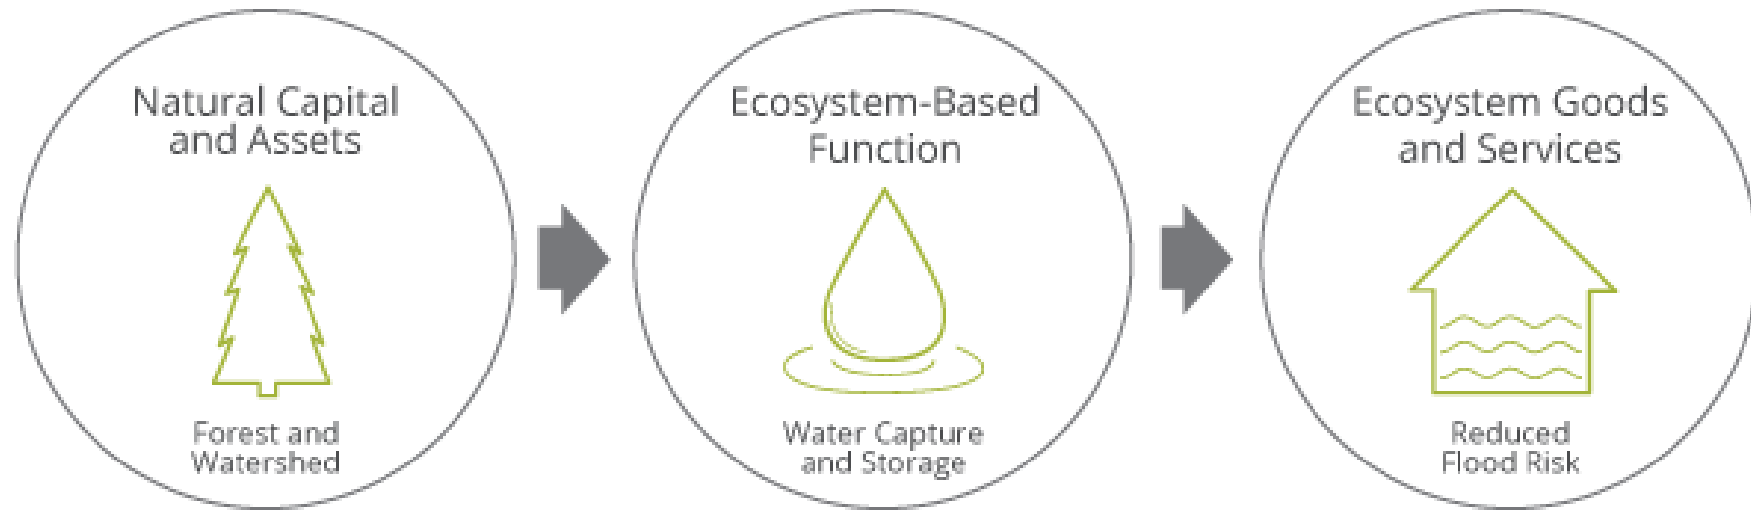 Natural Capital
and Assets
Forest and
Watershed
Ecosystem-Based
Function
Water Capture
and Storage
Ecosystem Goods
and Services
Reduced
Flood Risk